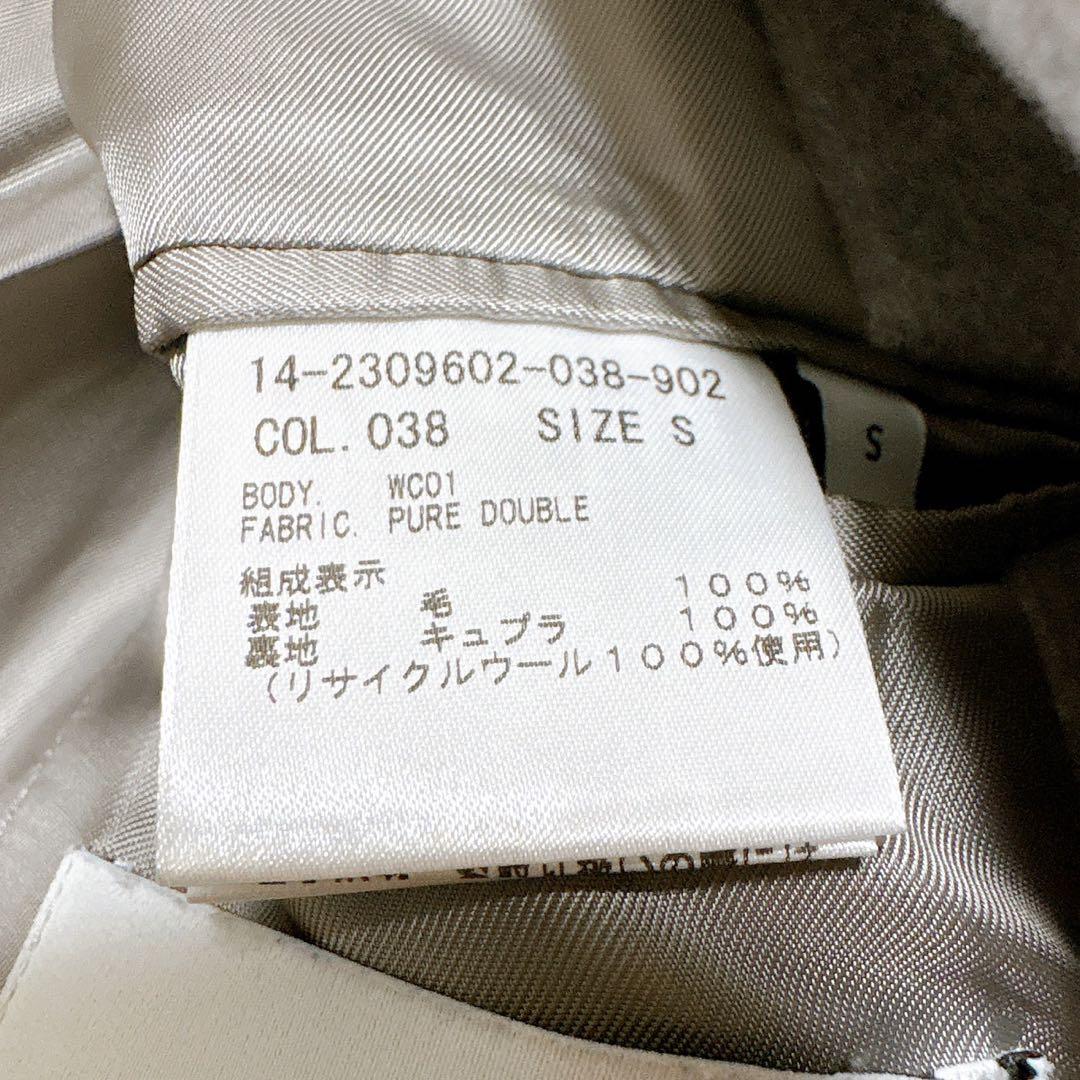 14-2309602-038-902
COL. 038 SIZE S
BODY. WC01
FABRIC. PURE DOUBLE
組成表示
表地 毛 100%
裏地 キュプラ 100%
(リサイクルウール100%使用)
S